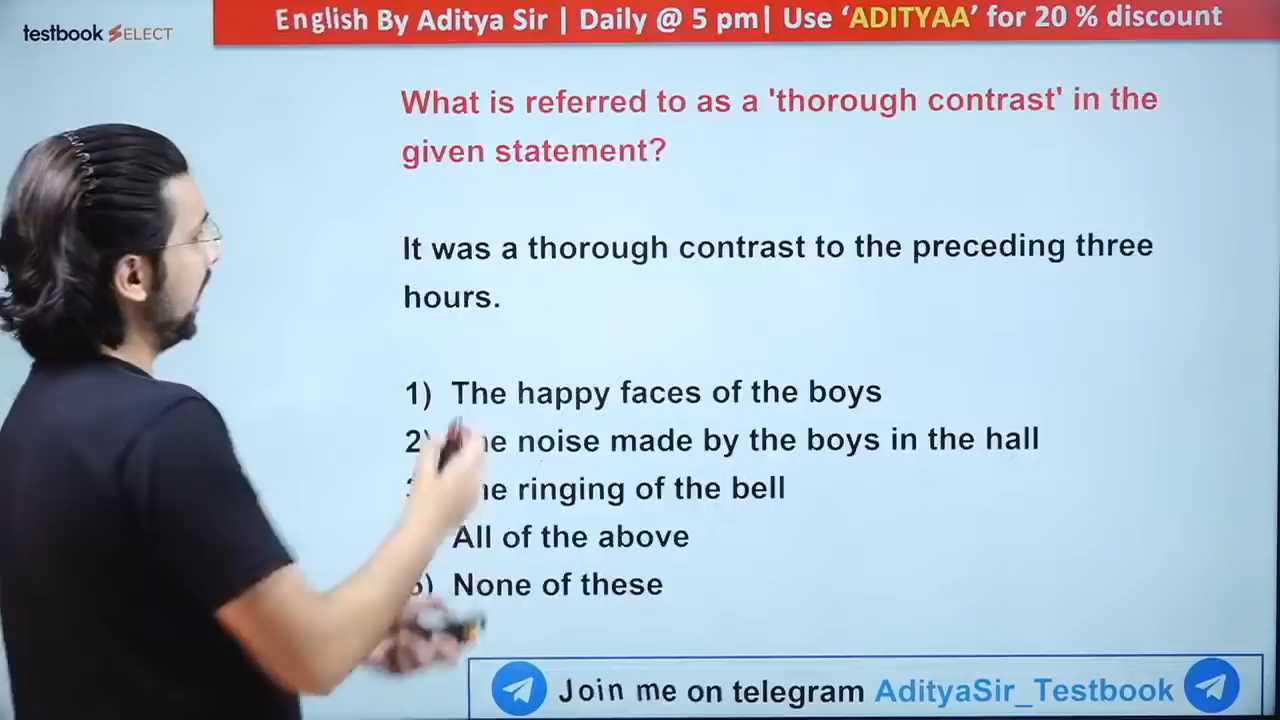 testbook SELECT
English By Aditya Sir | Daily @ 5 pm| Use ‘ADITYAA’ for 20 % discount
What is referred to as a 'thorough contrast' in the
given statement?
It was a thorough contrast to the preceding three
hours.
1) The happy faces of the boys
2) noise made by the boys in the hall
ringing of the bell
All of the above
None of these
Join me on telegram AdityaSir_Testbook